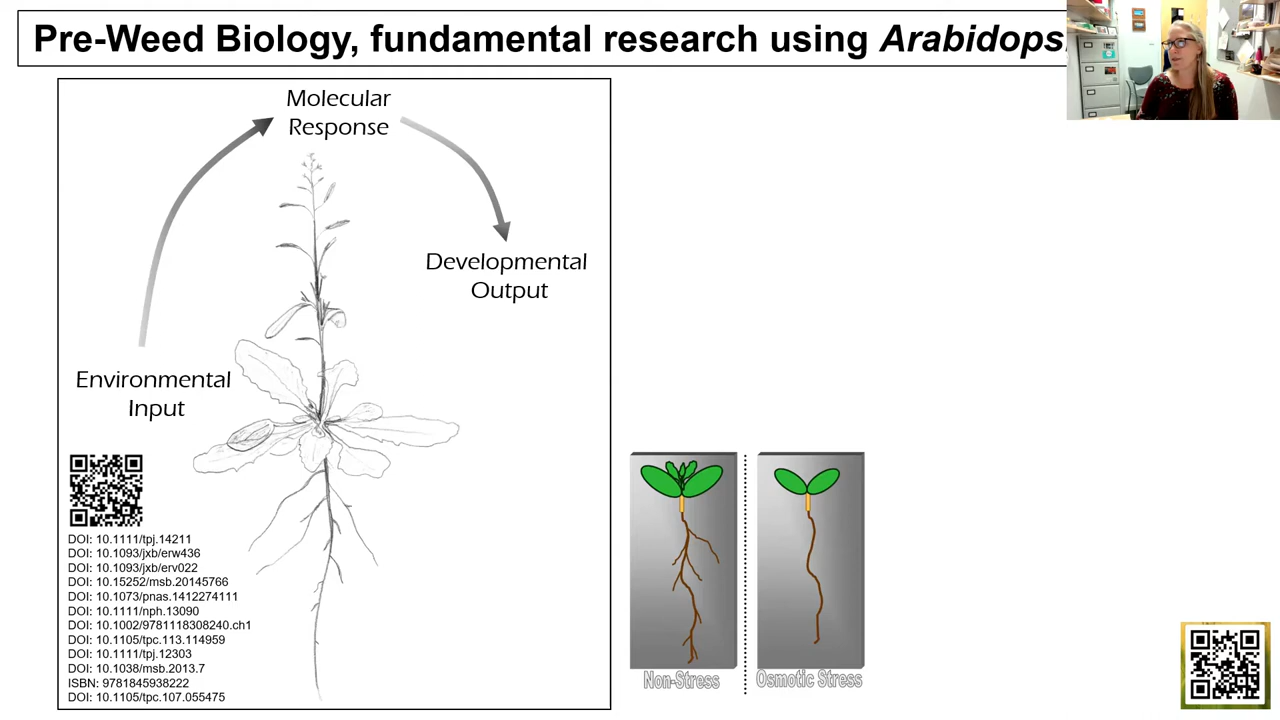 Pre-Weed Biology, fundamental research using Arabidops
Molecular
Response
Developmental
Output
Environmental
Input
DOI: 10.1111/tpj.14211
DOI: 10.1093/jxb/erw436
DOI: 10.1093/jxb/erv022
DOI: 10.15252/msb.20145766
DOI: 10.1073/pnas.1412274111
DOI: 10.1111/nph.13090
DOI: 10.1002/9781118308240.ch1
DOI: 10.1105/tpc.113.114959
DOI: 10.1111/tpj.12303
DOI: 10.1038/msb.2013.7
ISBN: 9781845938222
DOI: 10.1105/tpc.107.055475
Non-Stress
Osmotic Stress